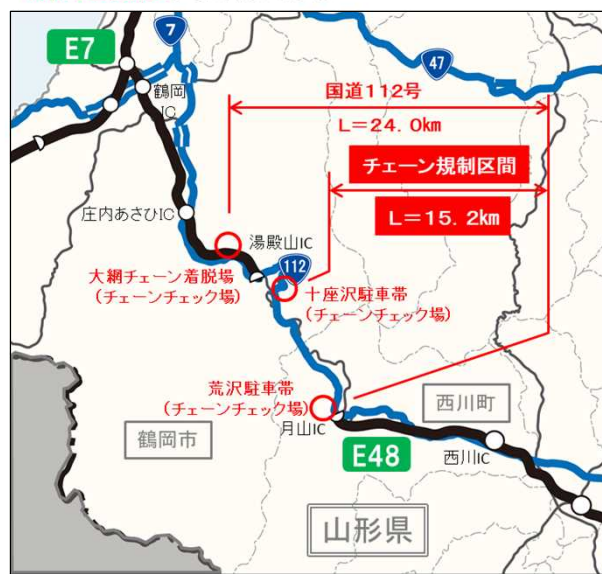 7
E7
47
国道112号
鶴岡
IC
L=24.0km
チェーン規制区間
L=15.2km
庄内あさひIC
湯殿山IC
112
大網チェーン着脱場
(チェーンチェック場)
十座沢駐車帯
(チェーンチェック場)
荒沢駐車帯
(チェーンチェック場)
西川町
月山IC
鶴岡市
E48
西川IC
山形県